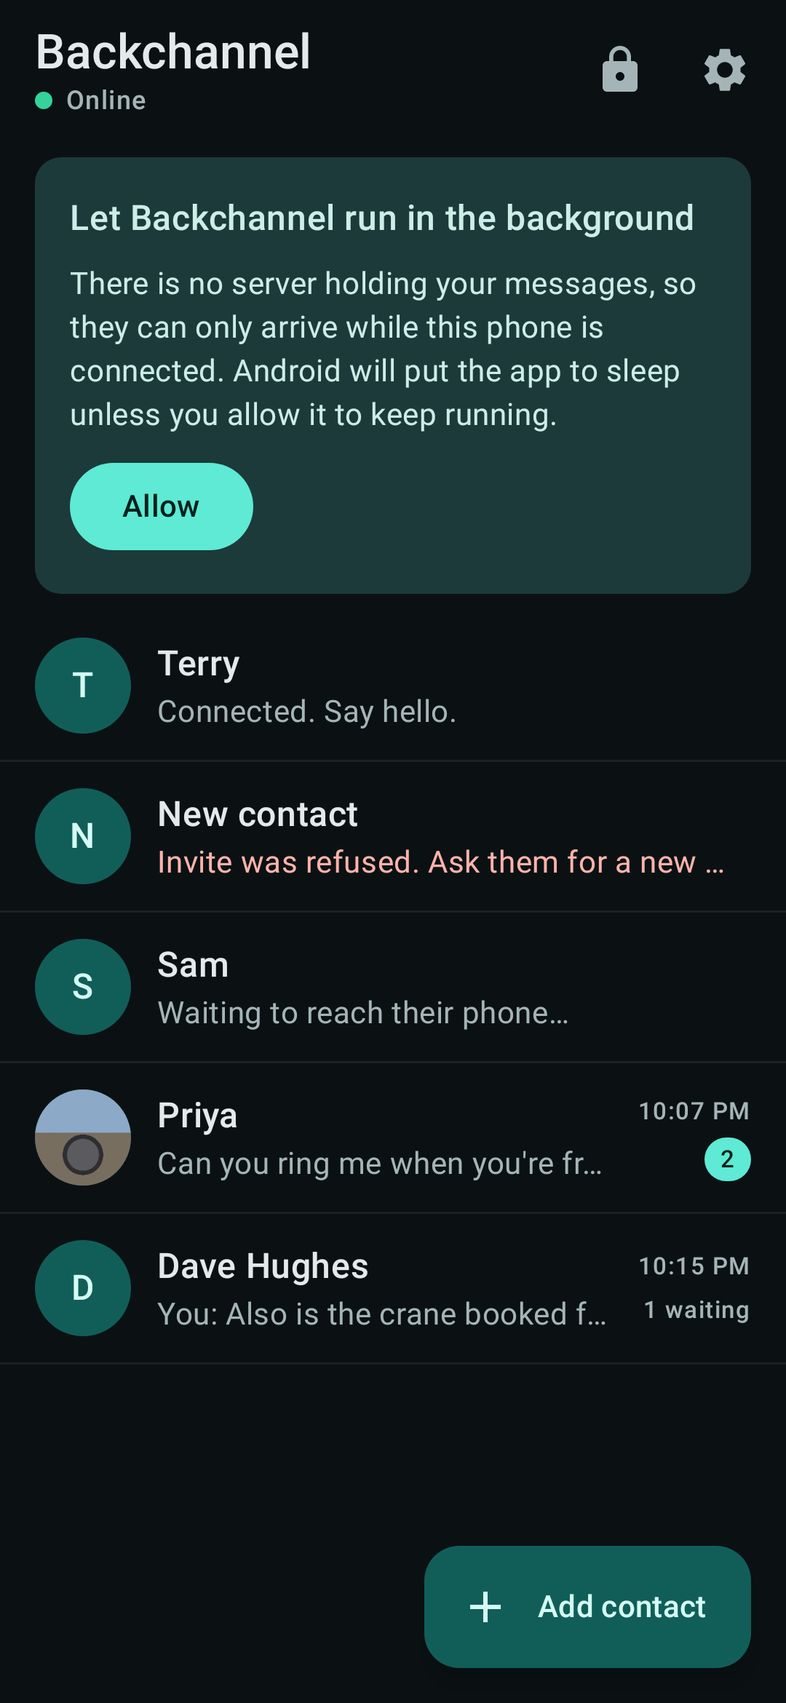 Backchannel
Online
Let Backchannel run in the background
There is no server holding your messages, so
they can only arrive while this phone is
connected. Android will put the app to sleep
unless you allow it to keep running.
Allow
T
Terry
Connected. Say hello.
N
New contact
Invite was refused. Ask them for a new …
S
Sam
Waiting to reach their phone…
Priya
10:07 PM
Can you ring me when you're fr…
2
D
Dave Hughes
10:15 PM
You: Also is the crane booked f…
1 waiting
Add contact